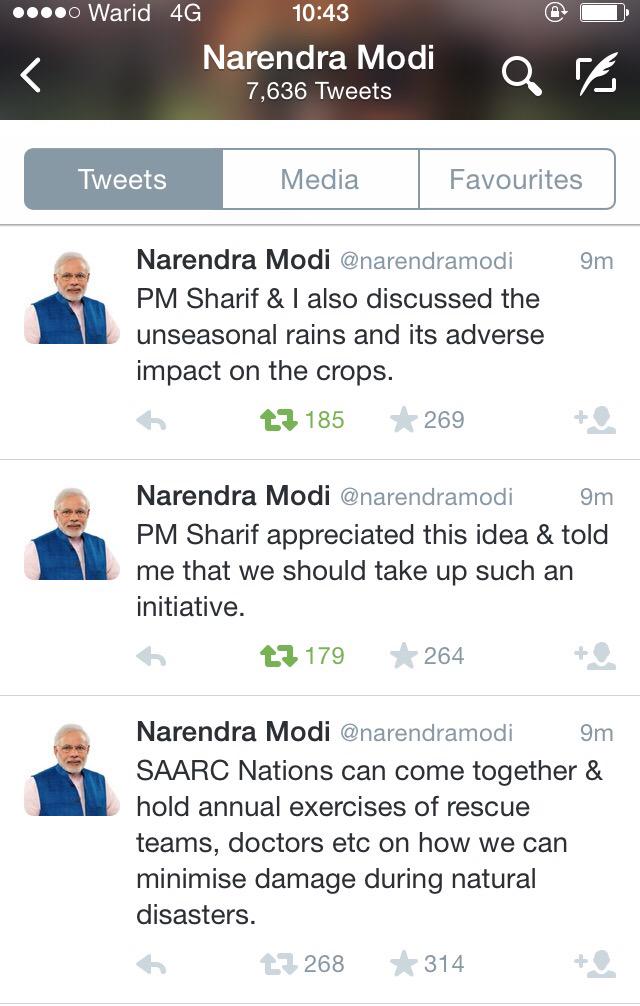 Warid 4G 10:43
Narendra Modi
7,636 Tweets
Tweets Media Favourites
Narendra Modi @narendramodi 9m
PM Sharif & I also discussed the
unseasonal rains and its adverse
impact on the crops.
185 269
Narendra Modi @narendramodi 9m
PM Sharif appreciated this idea & told
me that we should take up such an
initiative.
179 264
Narendra Modi @narendramodi 9m
SAARC Nations can come together &
hold annual exercises of rescue
teams, doctors etc on how we can
minimise damage during natural
disasters.
268 314